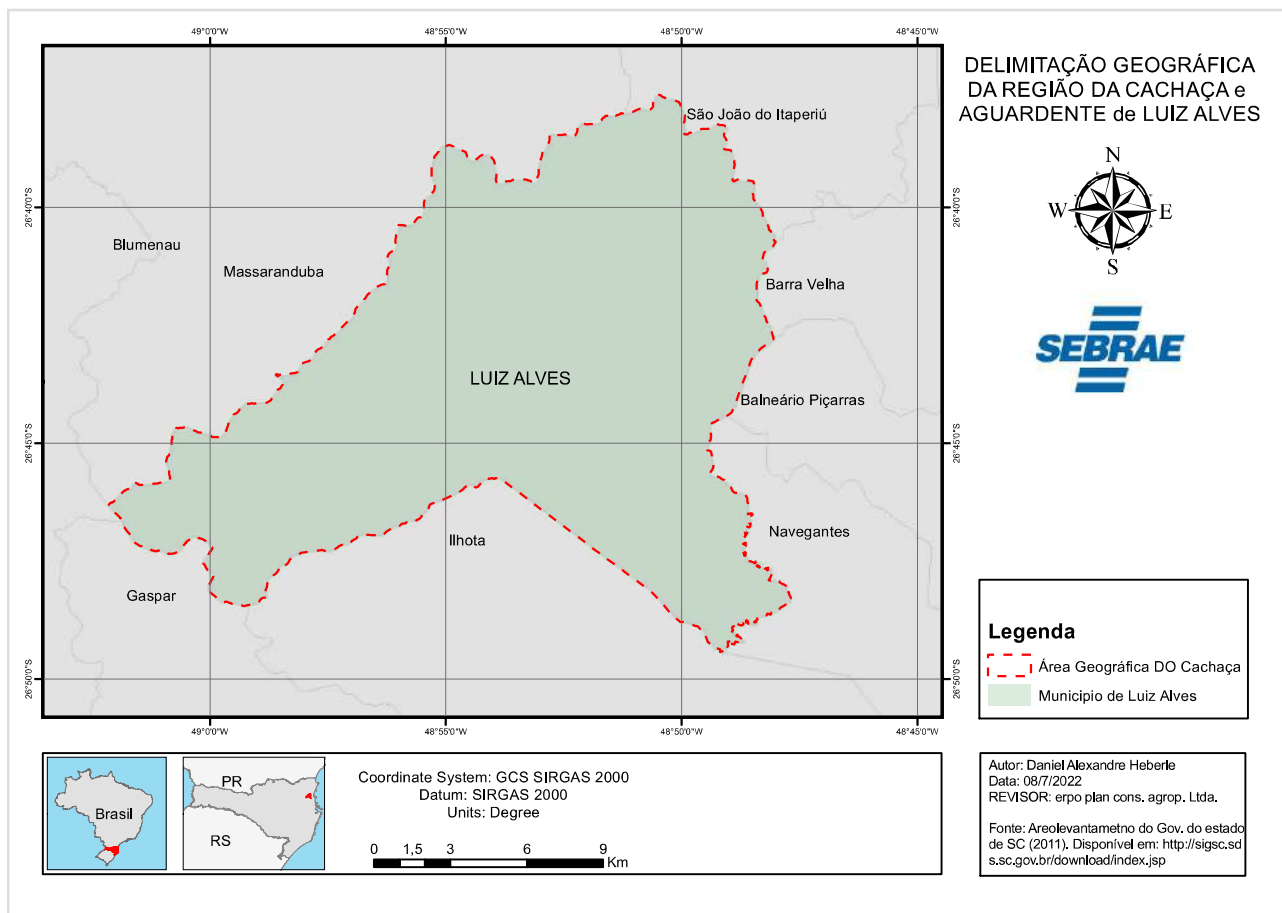 DELIMITAÇÃO GEOGRÁFICA
DA REGIÃO DA CACHAÇA e
AGUARDENTE de LUIZ ALVES
N
W
E
S
SEBRAE
49°0'0"W
48°55'0"W
48°50'0"W
48°45'0"W
26°40'0"S
26°45'0"S
26°50'0"S
26°40'0"S
26°45'0"S
26°50'0"S
São João do Itaperiú
Blumenau
Massaranduba
Barra Velha
LUIZ ALVES
Balneário Piçarras
Navegantes
Ilhota
Gaspar
49°0'0"W
48°55'0"W
48°50'0"W
48°45'0"W
Legenda
Área Geográfica DO Cachaça
Municipio de Luiz Alves
Brasil
PR
RS
Coordinate System: GCS SIRGAS 2000
Datum: SIRGAS 2000
Units: Degree
0 1,5 3 6 9
Km
Autor: Daniel Alexandre Heberle
Data: 08/7/2022
REVISOR: erpo plan cons. agrop. Ltda.
Fonte: Areolevantametno do Gov. do estado
de SC (2011). Disponível em: http://sigsc.sd
s.sc.gov.br/download/index.jsp